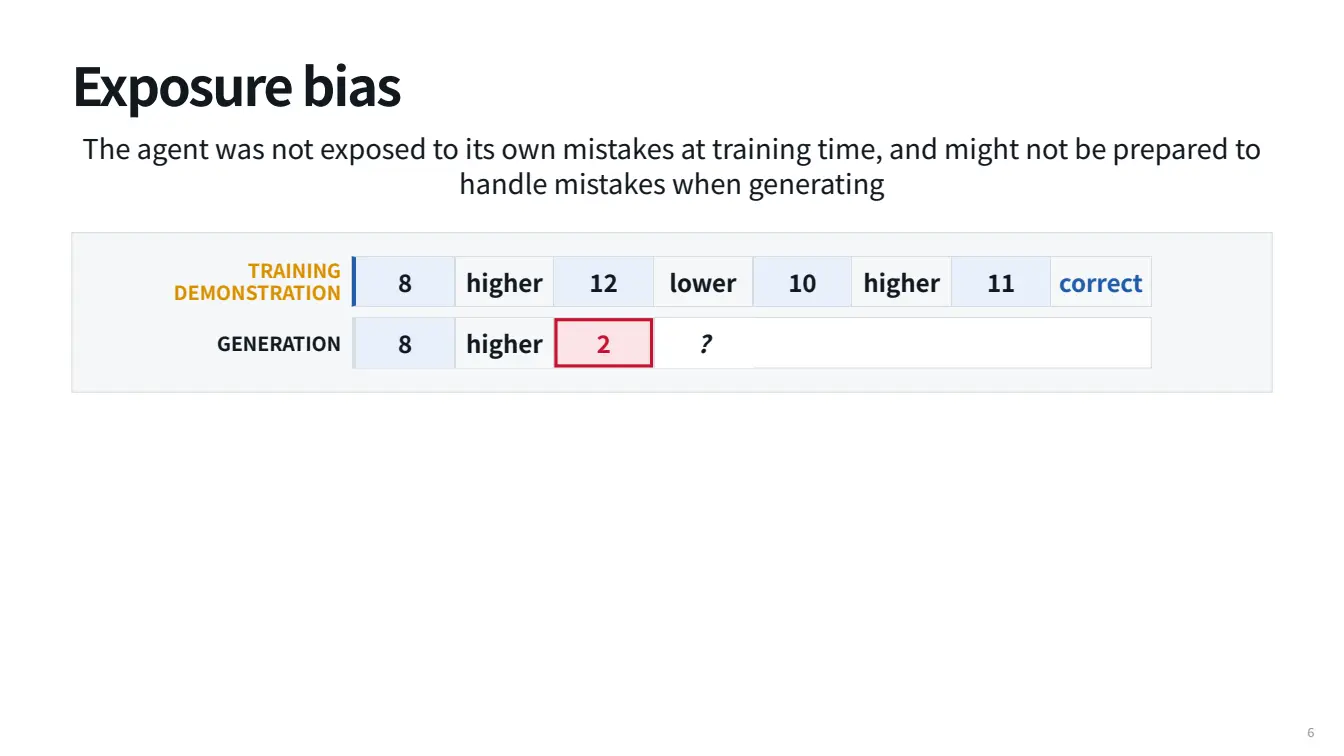 Exposure bias
The agent was not exposed to its own mistakes at training time, and might not be prepared to
handle mistakes when generating
TRAINING
DEMONSTRATION
8 higher 12 lower 10 higher 11 correct
GENERATION 8 higher 2 ?
6